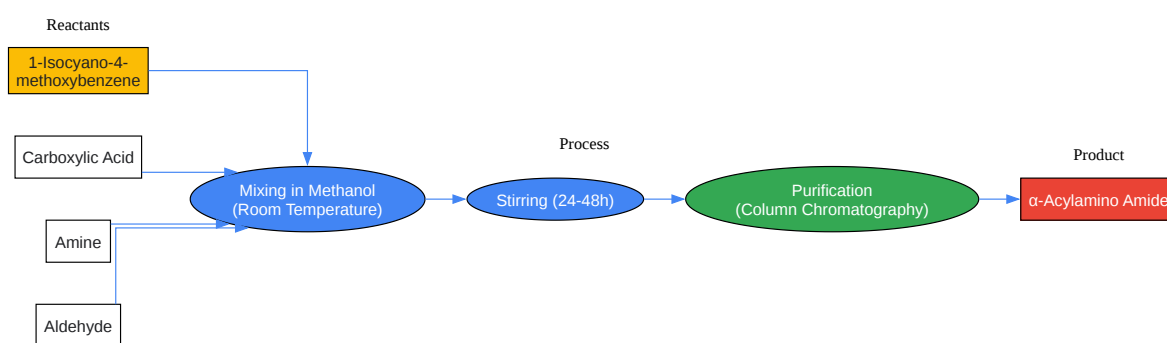 Reactants
1-Isocyano-4-
methoxybenzene
Carboxylic Acid
Amine
Aldehyde
Process
Mixing in Methanol
(Room Temperature)
Stirring (24-48h)
Purification
(Column Chromatography)
Product
α-Acylamino Amide